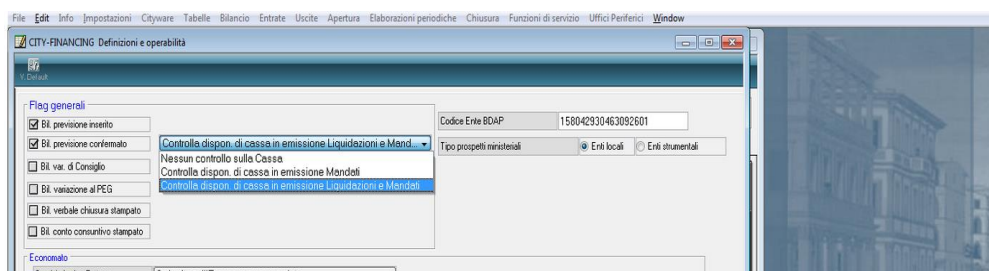 File Edit Info Impostazioni Cityware Tabelle Bilancio Entrate Uscite Apertura Elaborazioni periodiche Chiusura Funzioni di servizio Uffici Periferici Window
CITY-FINANCING Definizioni e operabilità
V. Default
Flag generali
Bil. previsione inserito
Codice Ente BDAP 158042930463092601
Bil. previsione confermato Controlla dispon. di cassa in emissione Liquidazioni e Mand...
Tipo prospetti ministeriali Enti locali Enti strumentali
Nessun controllo sulla Cassa
Bil. var. di Consiglio
Controlla dispon. di cassa in emissione Mandati
Controlla dispon. di cassa in emissione Liquidazioni e Mandati
Bil. variazione al PEG
Bil. verbale chiusura stampato
Bil. conto consuntivo stampato
Economato